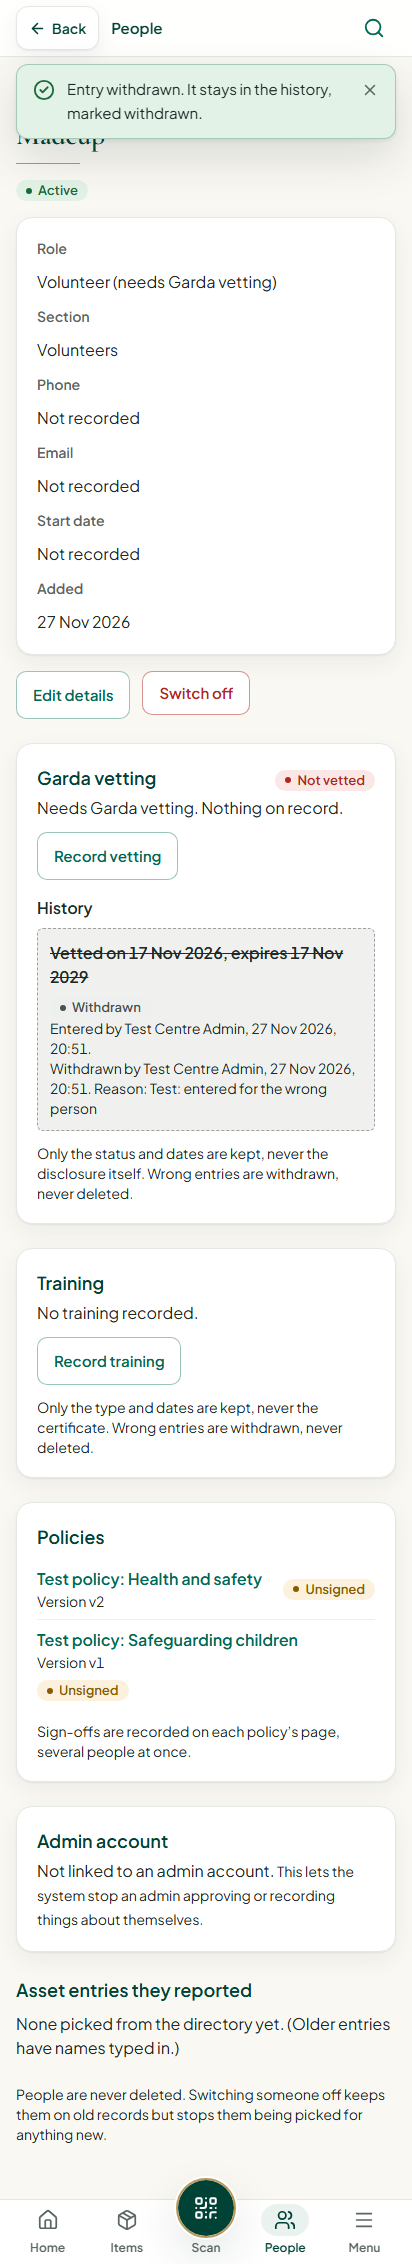 Back
People
Entry withdrawn. It stays in the history,
marked withdrawn.
Madeup
Active
Role
Volunteer (needs Garda vetting)
Section
Volunteers
Phone
Not recorded
Email
Not recorded
Start date
Not recorded
Added
27 Nov 2026
Edit details
Switch off
Garda vetting
Not vetted
Needs Garda vetting. Nothing on record.
Record vetting
History
Vetted on 17 Nov 2026, expires 17 Nov
2029
Withdrawn
Entered by Test Centre Admin, 27 Nov 2026,
20:51.
Withdrawn by Test Centre Admin, 27 Nov 2026,
20:51. Reason: Test: entered for the wrong
person
Only the status and dates are kept, never the
disclosure itself. Wrong entries are withdrawn,
never deleted.
Training
No training recorded.
Record training
Only the type and dates are kept, never the
certificate. Wrong entries are withdrawn, never
deleted.
Policies
Test policy: Health and safety
Unsigned
Version v2
Test policy: Safeguarding children
Version v1
Unsigned
Sign-offs are recorded on each policy's page,
several people at once.
Admin account
Not linked to an admin account. This lets the
system stop an admin approving or recording
things about themselves.
Asset entries they reported
None picked from the directory yet. (Older entries
have names typed in.)
People are never deleted. Switching someone off keeps
them on old records but stops them being picked for
anything new.
Home
Items
Scan
People
Menu